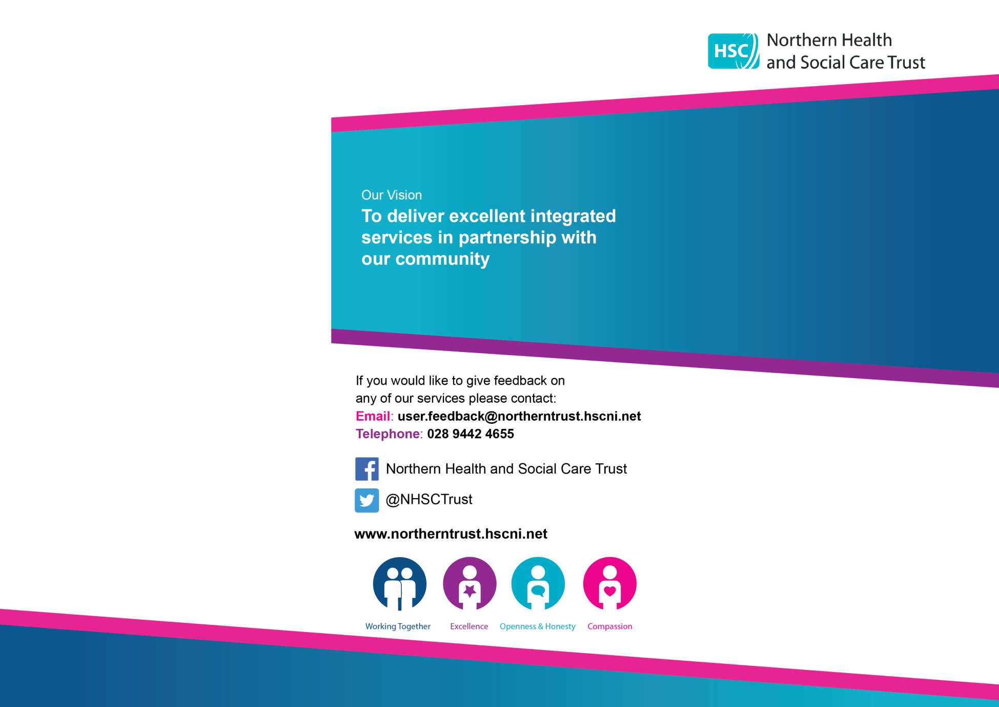 HSC
Northern Health
and Social Care Trust
Our Vision
To deliver excellent integrated
services in partnership with
our community
If you would like to give feedback on
any of our services please contact:
Email: user.feedback@northerntrust.hscni.net
Telephone: 028 9442 4655
Northern Health and Social Care Trust
@NHSCTrust
www.northerntrust.hscni.net
Working Together Excellence Openness & Honesty Compassion